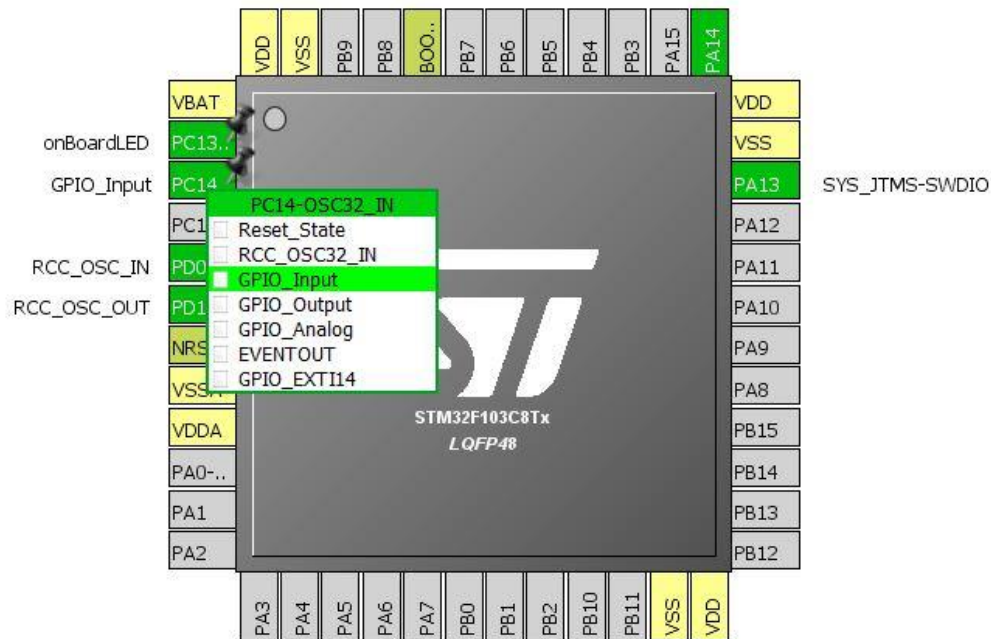 VDD
VSS
PB9
PB8
BOO..
PB7
PB6
PB5
PB4
PB3
PA15
PA14
VBAT
onBoardLED PC13..
GPIO_Input PC14
PC1
RCC_OSC_IN PD0
RCC_OSC_OUT PD1
NRS
VSSA
VDDA
PA0-..
PA1
PA2
PC14-OSC32_IN
Reset_State
RCC_OSC32_IN
GPIO_Input
GPIO_Output
GPIO_Analog
EVENTOUT
GPIO_EXTI14
STM32F103C8Tx
LQFP48
VDD
VSS
PA13 SYS_JTMS-SWDIO
PA12
PA11
PA10
PA9
PA8
PB15
PB14
PB13
PB12
PA3
PA4
PA5
PA6
PA7
PB0
PB1
PB2
PB10
PB11
VSS
VDD